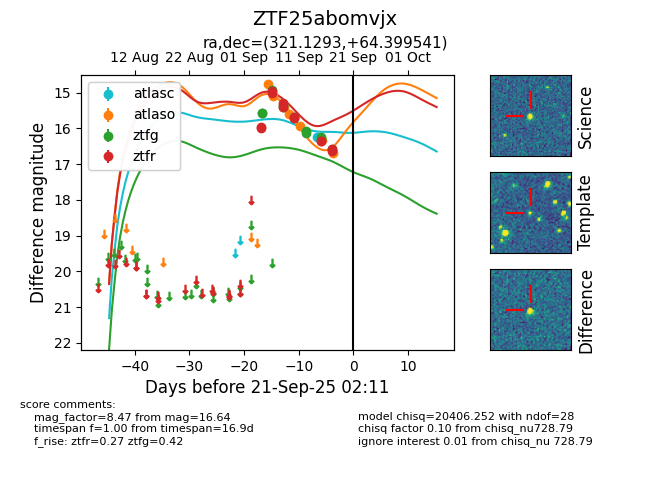 ZTF25abomvjx
ra,dec=(321.1293,+64.399541)
12 Aug 22 Aug 01 Sep 11 Sep 21 Sep 01 Oct
atlasc
atlaso
ztfg
ztfr
15
16
17
18
19
20
21
22
Difference magnitude
−40 −30 −20 −10 0 10
Days before 21-Sep-25 02:11
Science
Template
Difference
score comments:
mag_factor=8.47 from mag=16.64
timespan f=1.00 from timespan=16.9d
f_rise: ztfr=0.27 ztfg=0.42
model chisq=20406.252 with ndof=28
chisq factor 0.10 from chisq_nu728.79
ignore interest 0.01 from chisq_nu 728.79